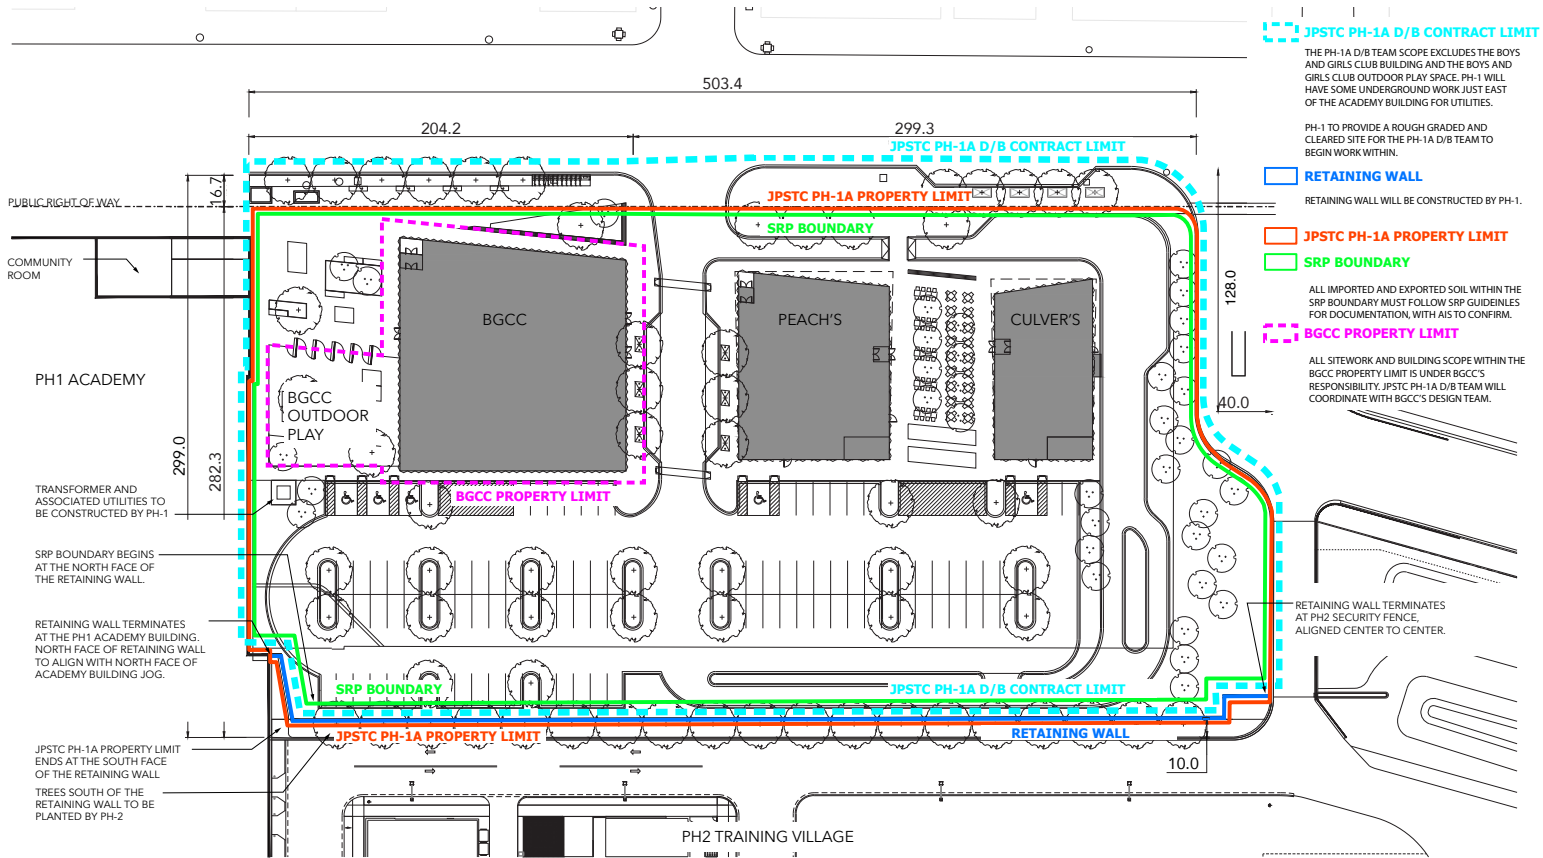 503.4
204.2
299.3
JPSTC PH-1A D/B CONTRACT LIMIT
16.7
PUBLIC RIGHT OF WAY
JPSTC PH-1A PROPERTY LIMIT
SRP BOUNDARY
COMMUNITY
ROOM
128.0
BGCC
PEACH'S
CULVER'S
PH1 ACADEMY
BGCC
OUTDOOR
PLAY
40.0
299.0
282.3
BGCC PROPERTY LIMIT
TRANSFORMER AND
ASSOCIATED UTILITIES TO
BE CONSTRUCTED BY PH-1
SRP BOUNDARY BEGINS
AT THE NORTH FACE OF
THE RETAINING WALL.
RETAINING WALL TERMINATES
AT THE PH1 ACADEMY BUILDING.
NORTH FACE OF RETAINING WALL
TO ALIGN WITH NORTH FACE OF
ACADEMY BUILDING JOG.
RETAINING WALL TERMINATES
AT PH2 SECURITY FENCE,
ALIGNED CENTER TO CENTER.
SRP BOUNDARY
JPSTC PH-1A D/B CONTRACT LIMIT
JPSTC PH-1A PROPERTY LIMIT
RETAINING WALL
JPSTC PH-1A PROPERTY LIMIT
ENDS AT THE SOUTH FACE
OF THE RETAINING WALL
10.0
TREES SOUTH OF THE
RETAINING WALL TO BE
PLANTED BY PH-2
PH2 TRAINING VILLAGE
JPSTC PH-1A D/B CONTRACT LIMIT
THE PH-1A D/B TEAM SCOPE EXCLUDES THE BOYS
AND GIRLS CLUB BUILDING AND THE BOYS AND
GIRLS CLUB OUTDOOR PLAY SPACE. PH-1 WILL
HAVE SOME UNDERGROUND WORK JUST EAST
OF THE ACADEMY BUILDING FOR UTILITIES.
PH-1 TO PROVIDE A ROUGH GRADED AND
CLEARED SITE FOR THE PH-1A D/B TEAM TO
BEGIN WORK WITHIN.
RETAINING WALL
RETAINING WALL WILL BE CONSTRUCTED BY PH-1.
JPSTC PH-1A PROPERTY LIMIT
SRP BOUNDARY
ALL IMPORTED AND EXPORTED SOIL WITHIN THE
SRP BOUNDARY MUST FOLLOW SRP GUIDEINLES
FOR DOCUMENTATION, WITH AIS TO CONFIRM.
BGCC PROPERTY LIMIT
ALL SITEWORK AND BUILDING SCOPE WITHIN THE
BGCC PROPERTY LIMIT IS UNDER BGCC'S
RESPONSIBILITY. JPSTC PH-1A D/B TEAM WILL
COORDINATE WITH BGCC'S DESIGN TEAM.